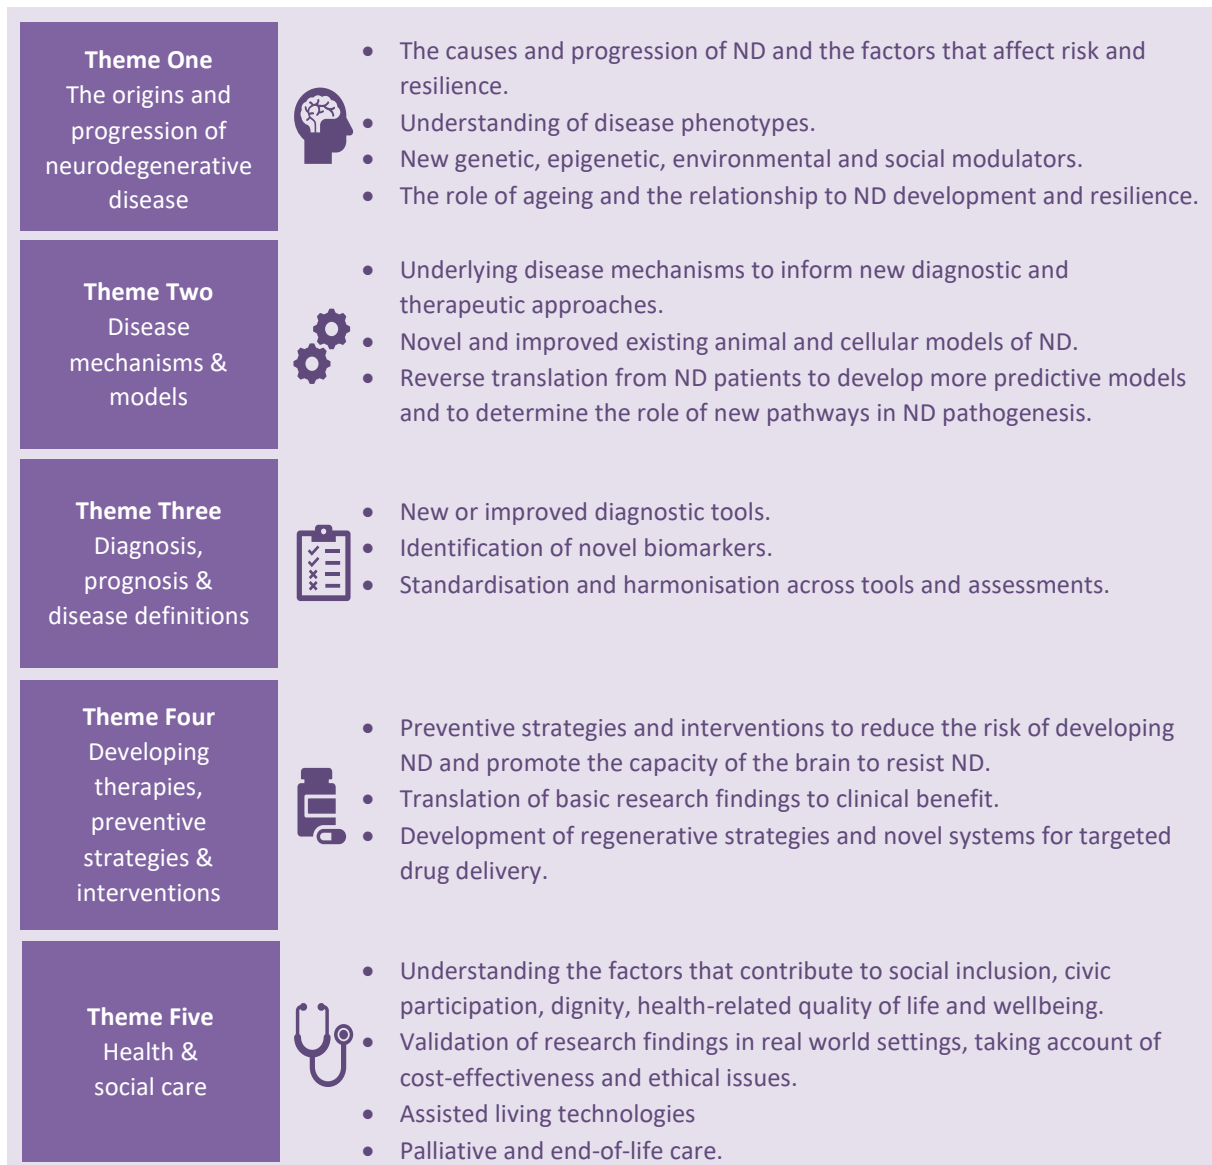 Theme One
The origins and
progression of
neurodegenerative
disease
• The causes and progression of ND and the factors that affect risk and
resilience.
• Understanding of disease phenotypes.
• New genetic, epigenetic, environmental and social modulators.
• The role of ageing and the relationship to ND development and resilience.
Theme Two
Disease
mechanisms &
models
• Underlying disease mechanisms to inform new diagnostic and
therapeutic approaches.
• Novel and improved existing animal and cellular models of ND.
• Reverse translation from ND patients to develop more predictive models
and to determine the role of new pathways in ND pathogenesis.
Theme Three
Diagnosis,
prognosis &
disease definitions
• New or improved diagnostic tools.
• Identification of novel biomarkers.
• Standardisation and harmonisation across tools and assessments.
Theme Four
Developing
therapies,
preventive
strategies &
interventions
• Preventive strategies and interventions to reduce the risk of developing
ND and promote the capacity of the brain to resist ND.
• Translation of basic research findings to clinical benefit.
• Development of regenerative strategies and novel systems for targeted
drug delivery.
Theme Five
Health &
social care
• Understanding the factors that contribute to social inclusion, civic
participation, dignity, health-related quality of life and wellbeing.
• Validation of research findings in real world settings, taking account of
cost-effectiveness and ethical issues.
• Assisted living technologies
• Palliative and end-of-life care.